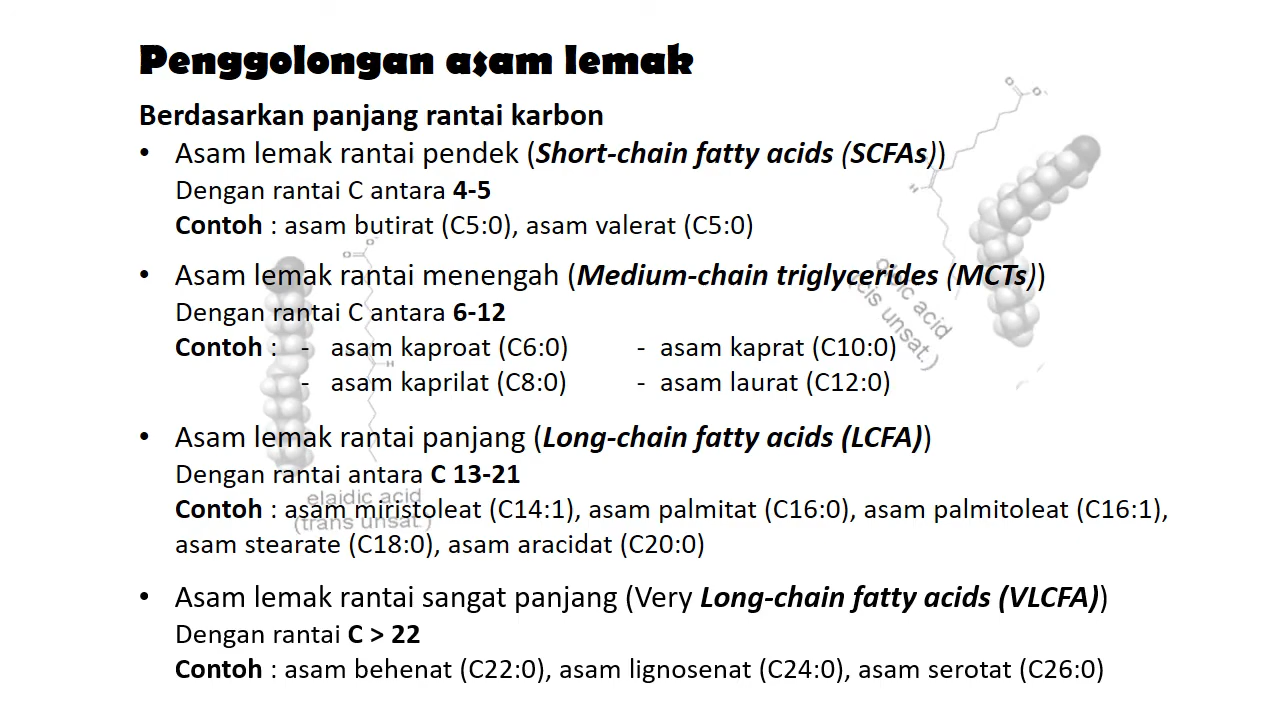 Penggolongan asam lemak
Berdasarkan panjang rantai karbon
• Asam lemak rantai pendek (Short-chain fatty acids (SCFAs))
Dengan rantai C antara 4-5
Contoh : asam butirat (C5:0), asam valerat (C5:0)
• Asam lemak rantai menengah (Medium-chain triglycerides (MCTs))
Dengan rantai C antara 6-12
Contoh : - asam kaproat (C6:0) - asam kaprat (C10:0)
- asam kaprilat (C8:0) - asam laurat (C12:0)
• Asam lemak rantai panjang (Long-chain fatty acids (LCFA))
Dengan rantai antara C 13-21
Contoh : asam miristoleat (C14:1), asam palmitat (C16:0), asam palmitoleat (C16:1),
asam stearate (C18:0), asam aracidat (C20:0)
• Asam lemak rantai sangat panjang (Very Long-chain fatty acids (VLCFA))
Dengan rantai C > 22
Contoh : asam behenat (C22:0), asam lignosenat (C24:0), asam serotat (C26:0)
O O-
H
acid
(cis unsat.)
O O-
H
elaidic acid
(trans unsat.)